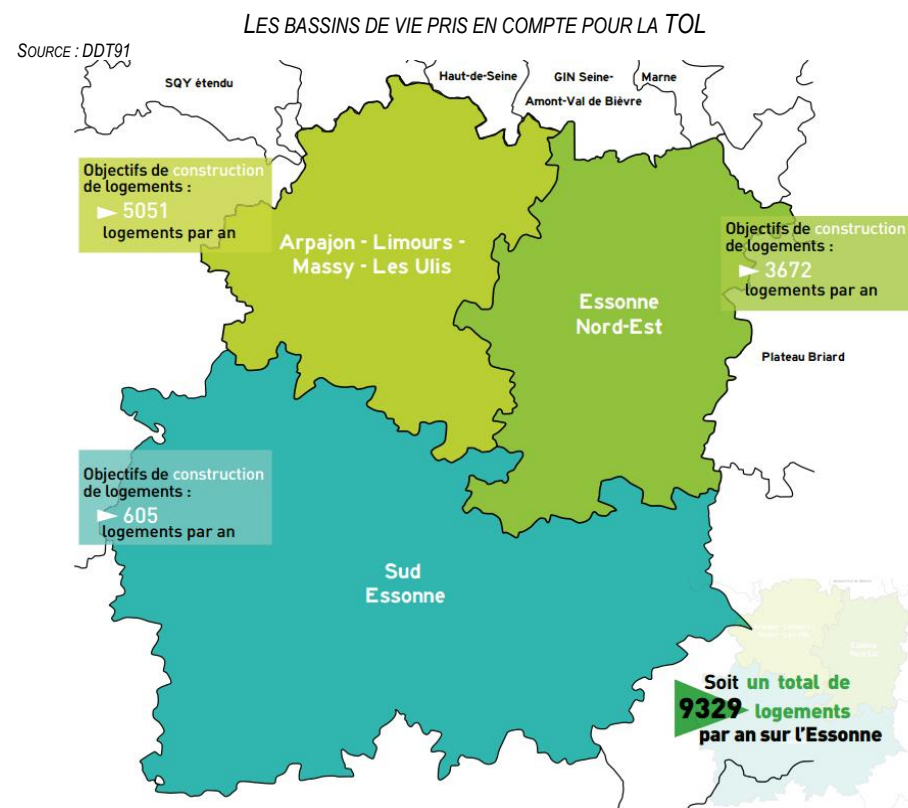 LES BASSINS DE VIE PRIS EN COMPTE POUR LA TOL
SOURCE : DDT91
SQY étendu
Haut-de-Seine
GIN Seine-
Amont-Val de Bièvre
Marne
Objectifs de construction
de logements :
► 5051
logements par an
Arpajon - Limours -
Massy - Les Ulis
Objectifs de construction
de logements :
► 3672
logements par an
Essonne
Nord-Est
Plateau Briard
Objectifs de construction
de logements :
► 605
logements par an
Sud
Essonne
Soit un total de
9329 logements
par an sur l'Essonne